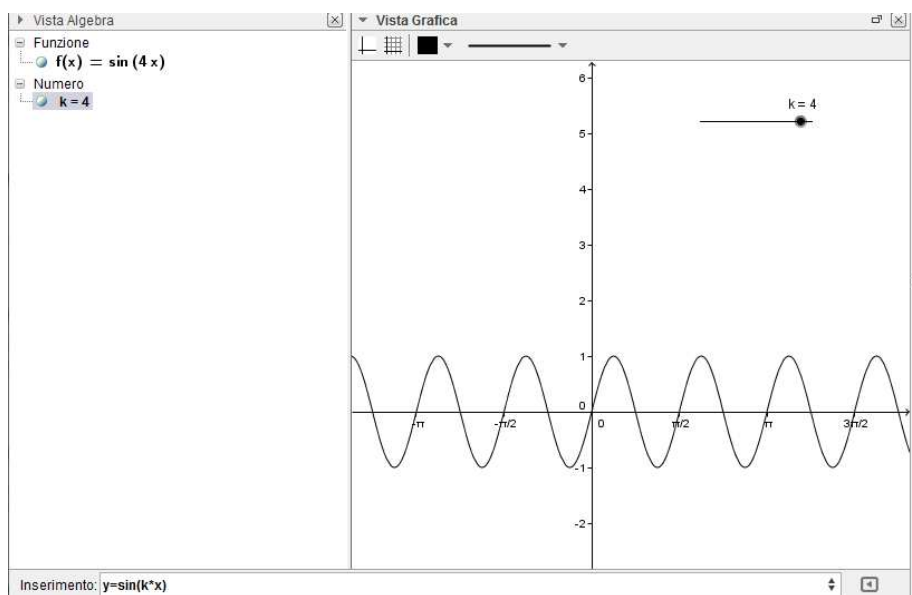 Vista Algebra
Funzione
f(x) = sin (4 x)
Numero
k = 4
Vista Grafica
k = 4
6
5
4
3
2
1
0
-1
-2
-π
-π/2
0
π/2
π
3π/2
Inserimento: y=sin(k*x)